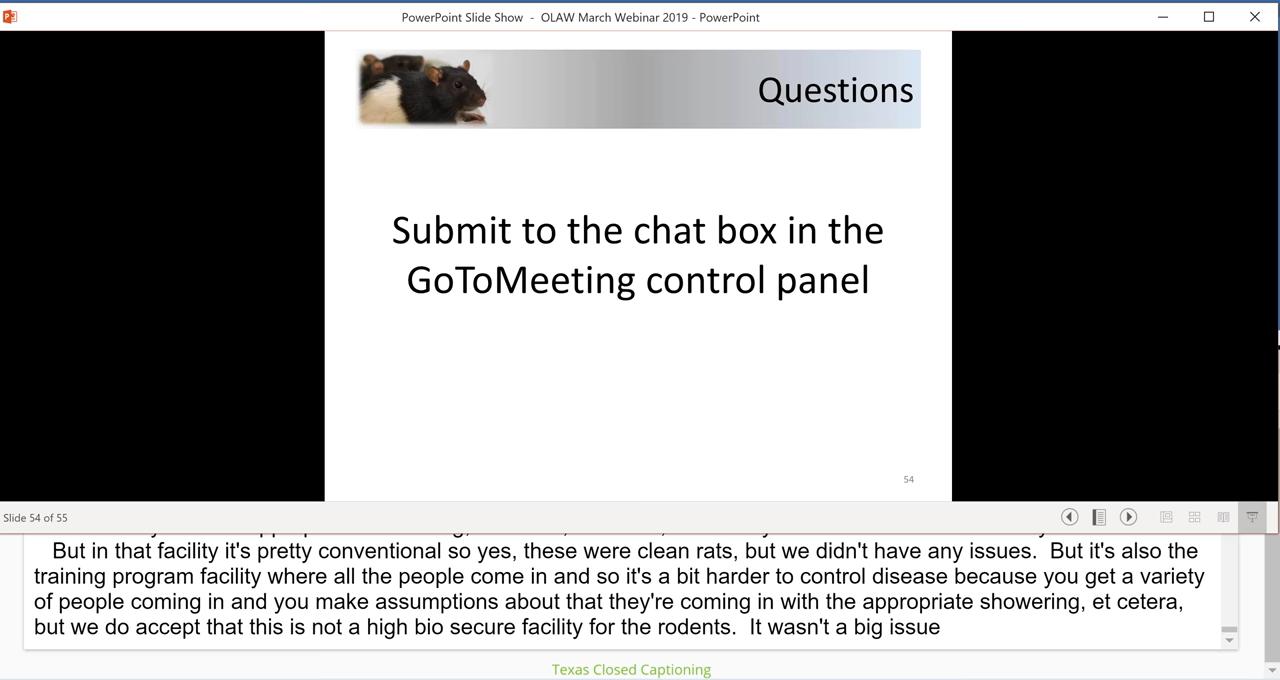 PowerPoint Slide Show - OLAW March Webinar 2019 - PowerPoint
Questions
Submit to the chat box in the
GoToMeeting control panel
54
Slide 54 of 55
But in that facility it's pretty conventional so yes, these were clean rats, but we didn't have any issues. But it's also the
training program facility where all the people come in and so it's a bit harder to control disease because you get a variety
of people coming in and you make assumptions about that they're coming in with the appropriate showering, et cetera,
but we do accept that this is not a high bio secure facility for the rodents. It wasn't a big issue
Texas Closed Captioning